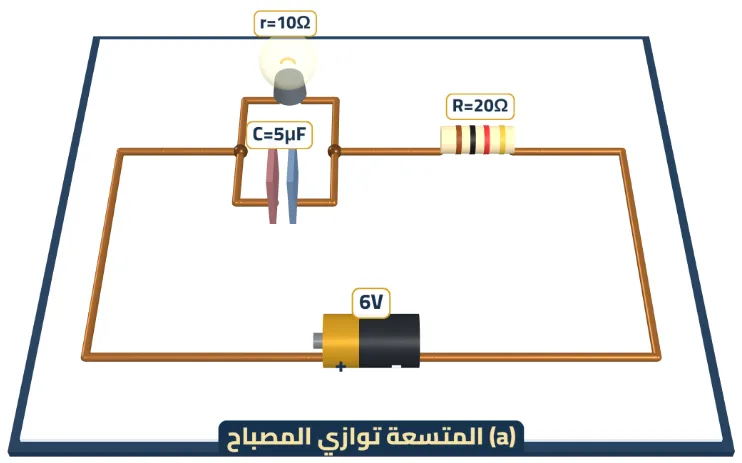 r=10Ω
C=5μF
R=20Ω
6V
+ -
(a) المتسعة توازي المصباح